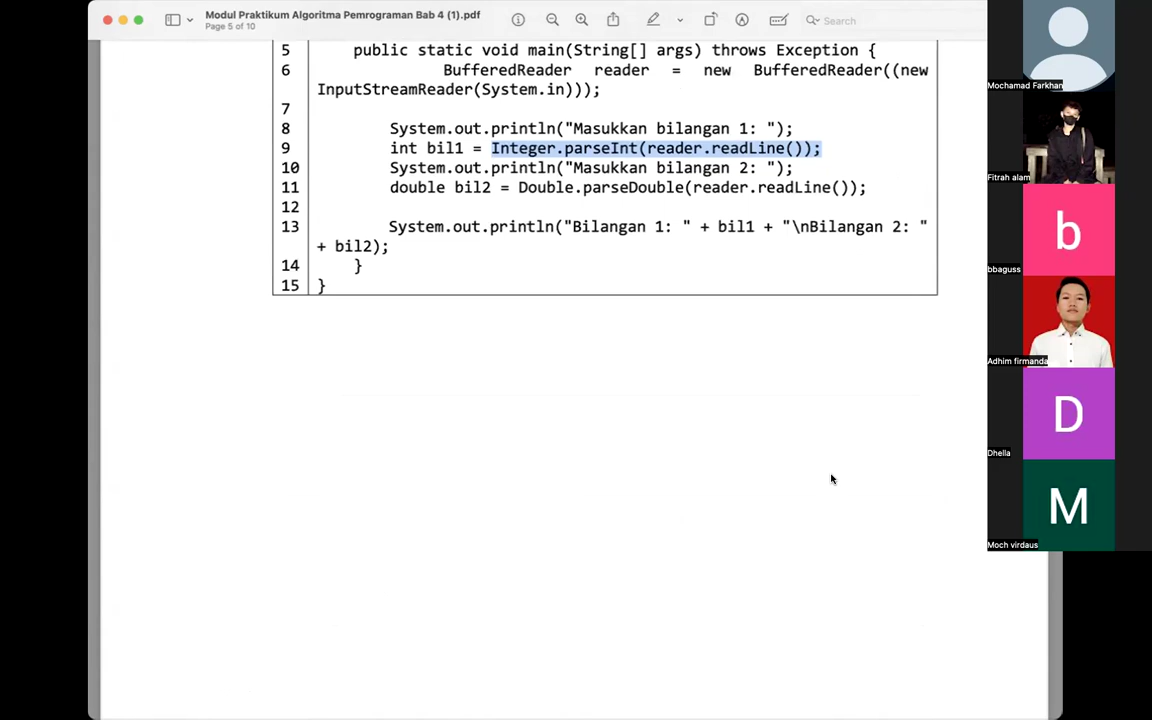 Modul Praktikum Algoritma Pemrograman Bab 4 (1).pdf
Page 5 of 10
Search
5 public static void main(String[] args) throws Exception {
6 BufferedReader reader = new BufferedReader((new
InputStreamReader(System.in)));
7
8 System.out.println("Masukkan bilangan 1: ");
9 int bil1 = Integer.parseInt(reader.readLine());
10 System.out.println("Masukkan bilangan 2: ");
11 double bil2 = Double.parseDouble(reader.readLine());
12
13 System.out.println("Bilangan 1: " + bil1 + "\nBilangan 2: "
+ bil2);
14 }
15 }
Mochamad Farkhan
Fitrah alam
b
bbaguss
Adhim firmanda
D
Dhella
M
Moch virdaus